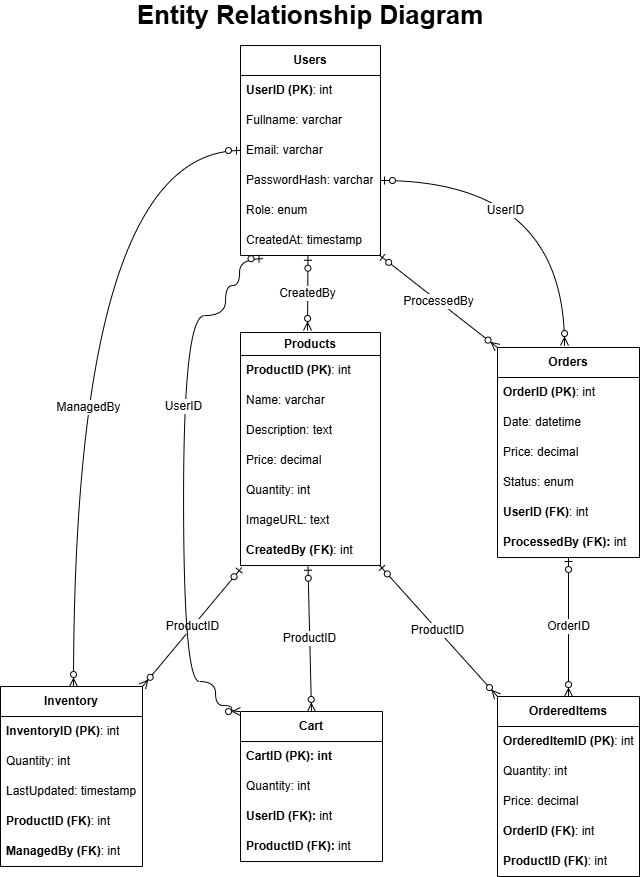 Entity Relationship Diagram
Users
UserID (PK): int
Fullname: varchar
Email: varchar
PasswordHash: varchar
Role: enum
CreatedAt: timestamp
UserID
CreatedBy
ProcessedBy
ManagedBy
UserID
Products
ProductID (PK): int
Name: varchar
Description: text
Price: decimal
Quantity: int
ImageURL: text
CreatedBy (FK): int
Orders
OrderID (PK): int
Date: datetime
Price: decimal
Status: enum
UserID (FK): int
ProcessedBy (FK): int
ProductID
ProductID
ProductID
OrderID
Inventory
InventoryID (PK): int
Quantity: int
LastUpdated: timestamp
ProductID (FK): int
ManagedBy (FK): int
Cart
CartID (PK): int
Quantity: int
UserID (FK): int
ProductID (FK): int
OrderedItems
OrderedItemID (PK): int
Quantity: int
Price: decimal
OrderID (FK): int
ProductID (FK): int